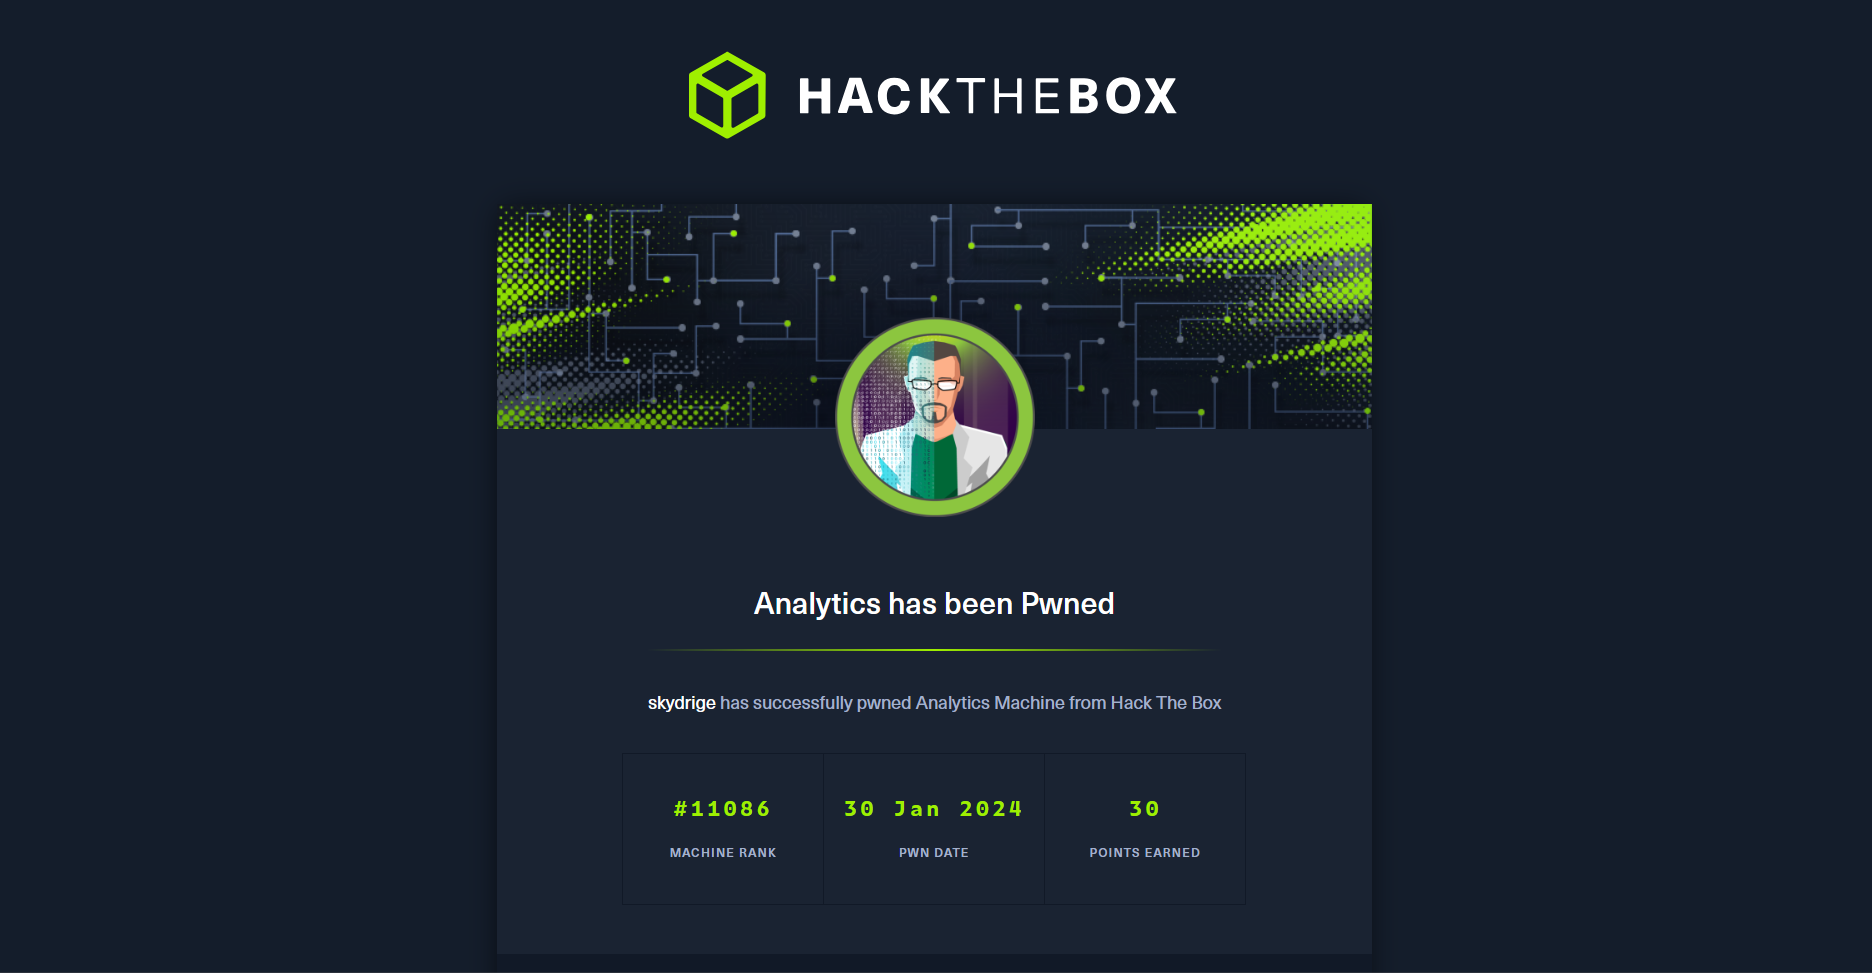 HACKTHEBOX
Analytics has been Pwned
skydrige has successfully pwned Analytics Machine from Hack The Box
#11086 30 Jan 2024 30
MACHINE RANK PWN DATE POINTS EARNED